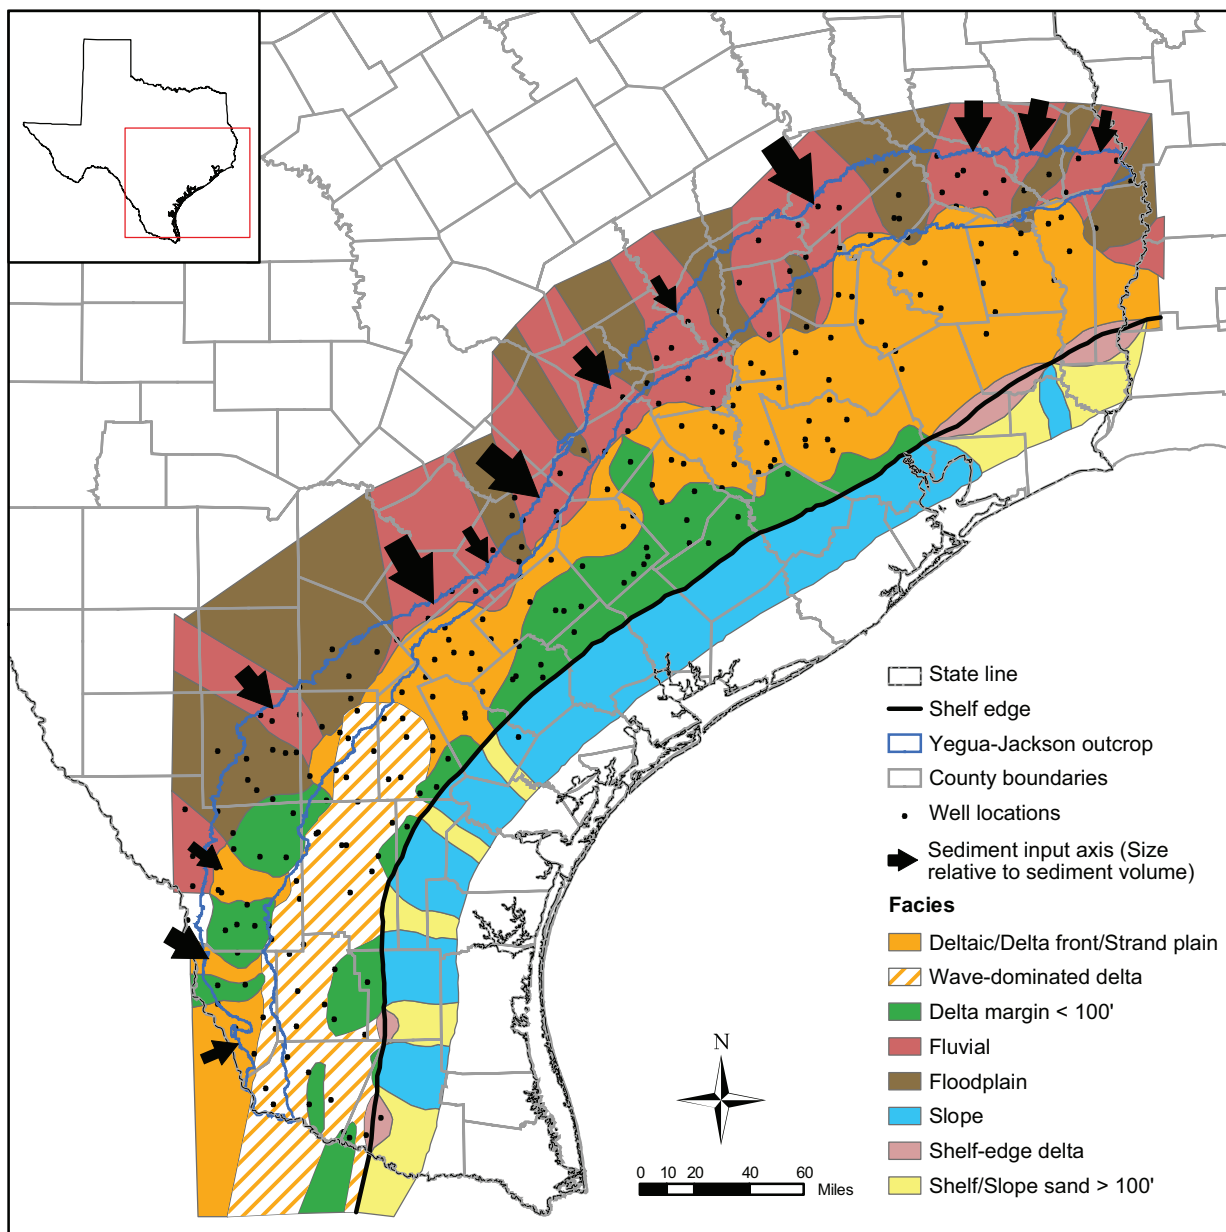 State line
Shelf edge
Yegua-Jackson outcrop
County boundaries
Well locations
Sediment input axis (Size
relative to sediment volume)
Facies
Deltaic/Delta front/Strand plain
Wave-dominated delta
Delta margin < 100'
Fluvial
Floodplain
Slope
Shelf-edge delta
Shelf/Slope sand > 100'
N
0 10 20 40 60
Miles